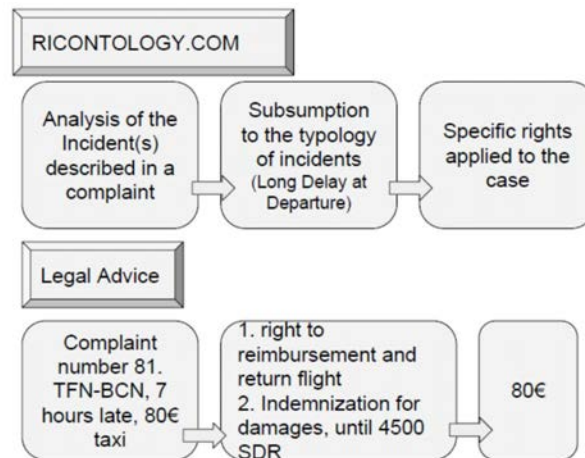 RICONTOLOGY.COM
Analysis of the
Incident(s)
described in a
complaint
Subsumption
to the typology
of incidents
(Long Delay at
Departure)
Specific rights
applied to the
case
Legal Advice
Complaint
number 81.
TFN-BCN, 7
hours late, 80€
taxi
1. right to
reimbursement and
return flight
2. Indemnization for
damages, until 4500
SDR
80€